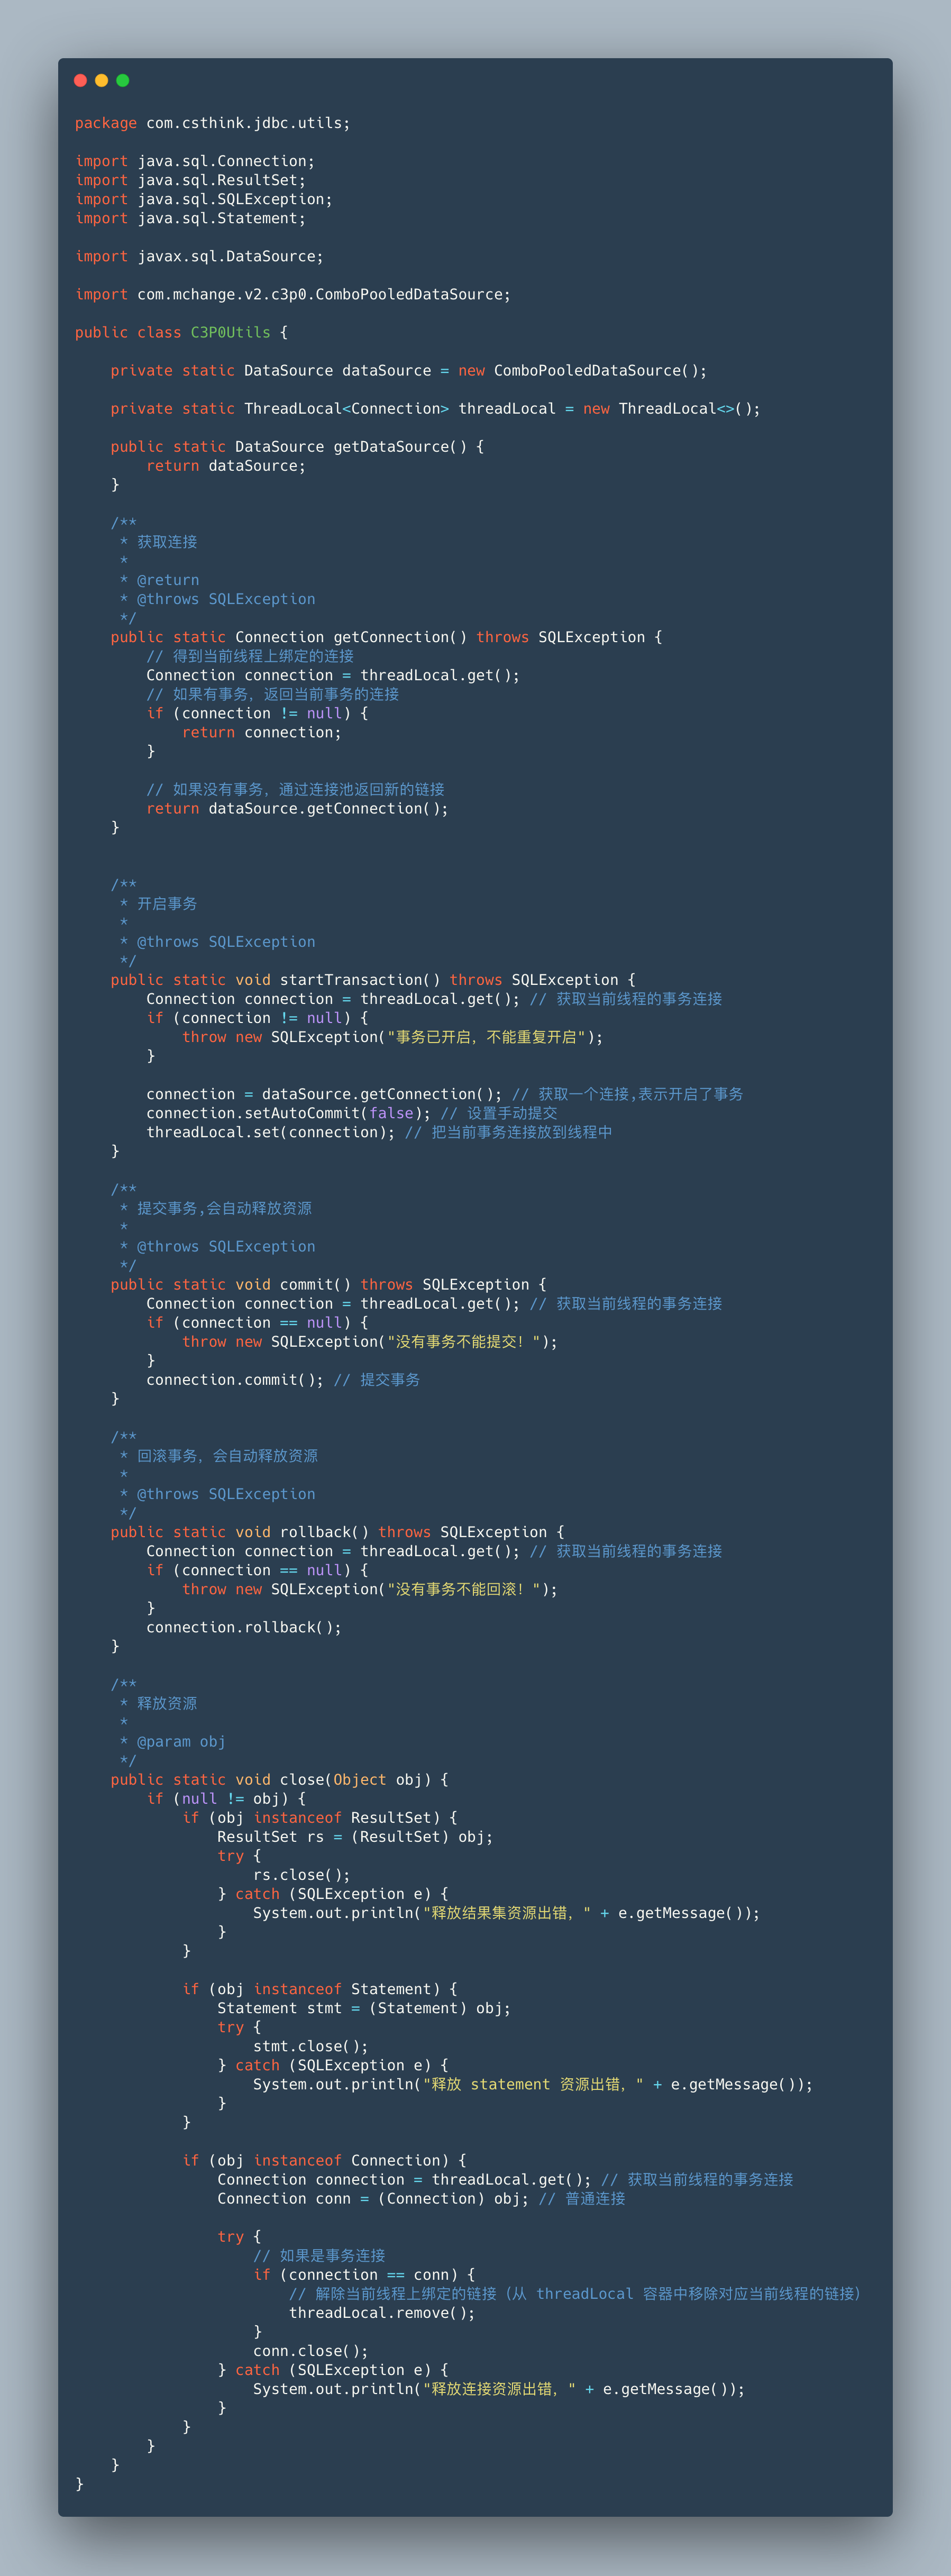 package com.csthink.jdbc.utils;

import java.sql.Connection;
import java.sql.ResultSet;
import java.sql.SQLException;
import java.sql.Statement;

import javax.sql.DataSource;

import com.mchange.v2.c3p0.ComboPooledDataSource;

public class C3P0Utils {

    private static DataSource dataSource = new ComboPooledDataSource();

    private static ThreadLocal<Connection> threadLocal = new ThreadLocal<>();

    public static DataSource getDataSource() {
        return dataSource;
    }

    /**
     * 获取连接
     *
     * @return
     * @throws SQLException
     */
    public static Connection getConnection() throws SQLException {
        // 得到当前线程上绑定的连接
        Connection connection = threadLocal.get();
        // 如果有事务，返回当前事务的连接
        if (connection != null) {
            return connection;
        }

        // 如果没有事务，通过连接池返回新的链接
        return dataSource.getConnection();
    }


    /**
     * 开启事务
     *
     * @throws SQLException
     */
    public static void startTransaction() throws SQLException {
        Connection connection = threadLocal.get(); // 获取当前线程的事务连接
        if (connection != null) {
            throw new SQLException("事务已开启，不能重复开启");
        }

        connection = dataSource.getConnection(); // 获取一个连接,表示开启了事务
        connection.setAutoCommit(false); // 设置手动提交
        threadLocal.set(connection); // 把当前事务连接放到线程中
    }

    /**
     * 提交事务,会自动释放资源
     *
     * @throws SQLException
     */
    public static void commit() throws SQLException {
        Connection connection = threadLocal.get(); // 获取当前线程的事务连接
        if (connection == null) {
            throw new SQLException("没有事务不能提交！");
        }
        connection.commit(); // 提交事务
    }

    /**
     * 回滚事务，会自动释放资源
     *
     * @throws SQLException
     */
    public static void rollback() throws SQLException {
        Connection connection = threadLocal.get(); // 获取当前线程的事务连接
        if (connection == null) {
            throw new SQLException("没有事务不能回滚！");
        }
        connection.rollback();
    }

    /**
     * 释放资源
     *
     * @param obj
     */
    public static void close(Object obj) {
        if (null != obj) {
            if (obj instanceof ResultSet) {
                ResultSet rs = (ResultSet) obj;
                try {
                    rs.close();
                } catch (SQLException e) {
                    System.out.println("释放结果集资源出错，" + e.getMessage());
                }
            }

            if (obj instanceof Statement) {
                Statement stmt = (Statement) obj;
                try {
                    stmt.close();
                } catch (SQLException e) {
                    System.out.println("释放 statement 资源出错，" + e.getMessage());
                }
            }

            if (obj instanceof Connection) {
                Connection connection = threadLocal.get(); // 获取当前线程的事务连接
                Connection conn = (Connection) obj; // 普通连接

                try {
                    // 如果是事务连接
                    if (connection == conn) {
                        // 解除当前线程上绑定的链接（从 threadLocal 容器中移除对应当前线程的链接）
                        threadLocal.remove();
                    }
                    conn.close();
                } catch (SQLException e) {
                    System.out.println("释放连接资源出错，" + e.getMessage());
                }
            }
        }
    }
}